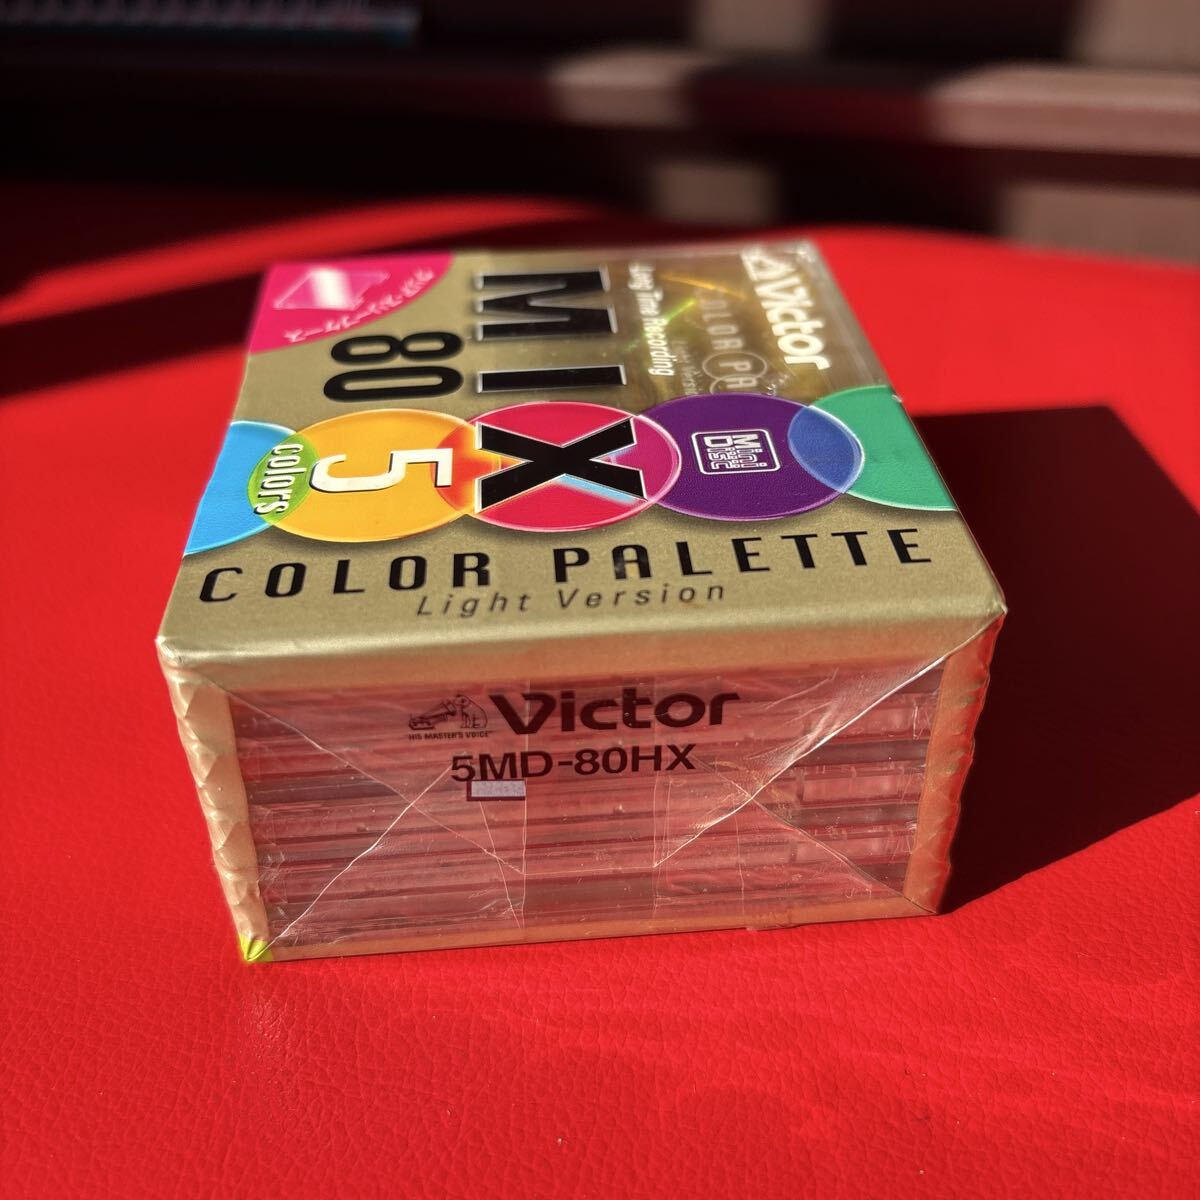 Victor
Long Time Recording
COLOR PA
MIX
80
5
colors
Mini
Disc
COLOR PALETTE
Light Version
HIS MASTER'S VOICE
Victor
5MD-80HX